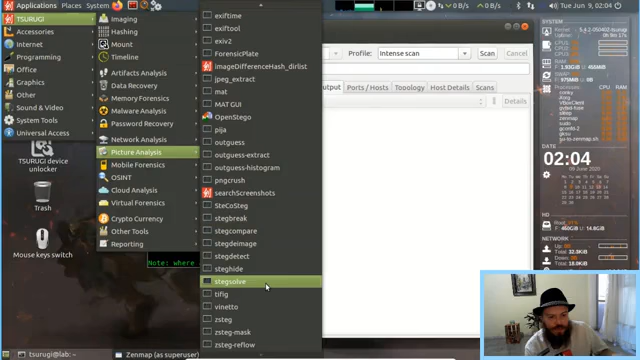 Applications Places System
Tue Jun 9, 02:04
TSURUGI
Accessories
Internet
Programming
Office
Graphics
Other
Sound & Video
System Tools
Universal Access
Imaging
Hashing
Mount
Timeline
Artifacts Analysis
Data Recovery
Memory Forensics
Malware Analysis
Password Recovery
Network Analysis
Picture Analysis
Mobile Forensics
OSINT
Cloud Analysis
Virtual Forensics
Crypto Currency
Other Tools
Reporting
exiftime
exiftool
exiv2
ForensicPlate
imageDifferenceHash_dirlist
jpeg_extract
mat
MAT GUI
OpenStego
pija
outguess
outguess-extract
outguess-histogram
pngcrush
searchScreenshots
SteCoSteg
stegbreak
stegcompare
stegdeimage
stegdetect
steghide
stegsolve
tifig
vinetto
zsteg
zsteg-mask
zsteg-reflow
Profile: Intense scan
Scan
Cancel
Ports / Hosts
Topology
Host Details
Scans
Details
TSURUGI device
unlocker
Trash
Mouse keys switch
Note: where
SYSTEM
DATE
02:04
09 June 2020
HD
NETWORK
tsurugi@lab: ~
Zenmap (as superuser)